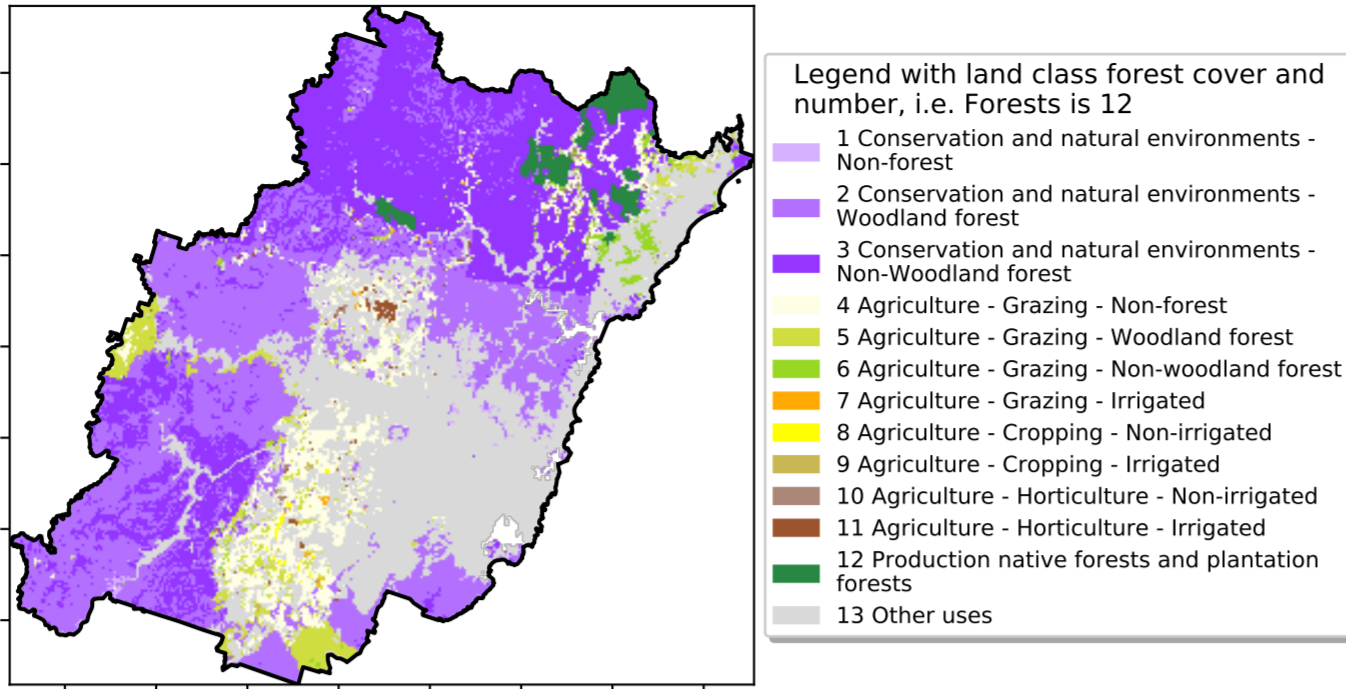 Legend with land class forest cover and
number, i.e. Forests is 12
1 Conservation and natural environments -
Non-forest
2 Conservation and natural environments -
Woodland forest
3 Conservation and natural environments -
Non-Woodland forest
4 Agriculture - Grazing - Non-forest
5 Agriculture - Grazing - Woodland forest
6 Agriculture - Grazing - Non-woodland forest
7 Agriculture - Grazing - Irrigated
8 Agriculture - Cropping - Non-irrigated
9 Agriculture - Cropping - Irrigated
10 Agriculture - Horticulture - Non-irrigated
11 Agriculture - Horticulture - Irrigated
12 Production native forests and plantation
forests
13 Other uses